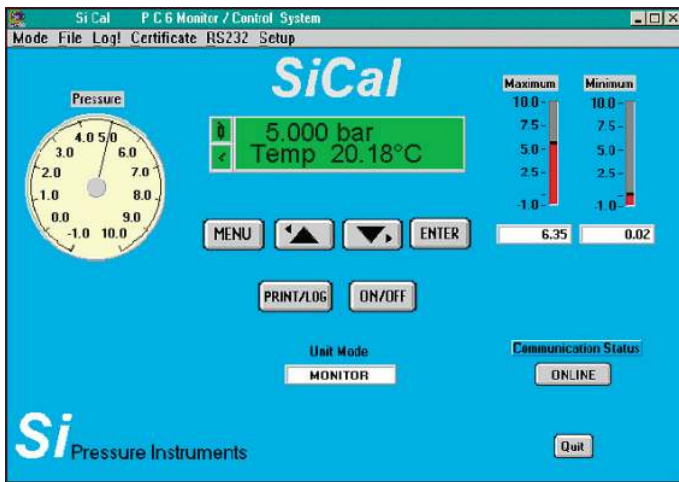 Si Cal P C 6 Monitor / Control System
Mode File Log! Certificate RS232 Setup
SiCal
Pressure
-1.0
0.0
1.0
2.0
3.0
4.0
5.0
6.0
7.0
8.0
9.0
10.0
5.000 bar
Temp 20.18°C
Maximum
10.0
7.5
5.0
2.5
-1.0
6.35
Minimum
10.0
7.5
5.0
2.5
-1.0
0.02
MENU
ENTER
PRINT/LOG
ON/OFF
Unit Mode
MONITOR
Communication Status
ONLINE
Si Pressure Instruments
Quit